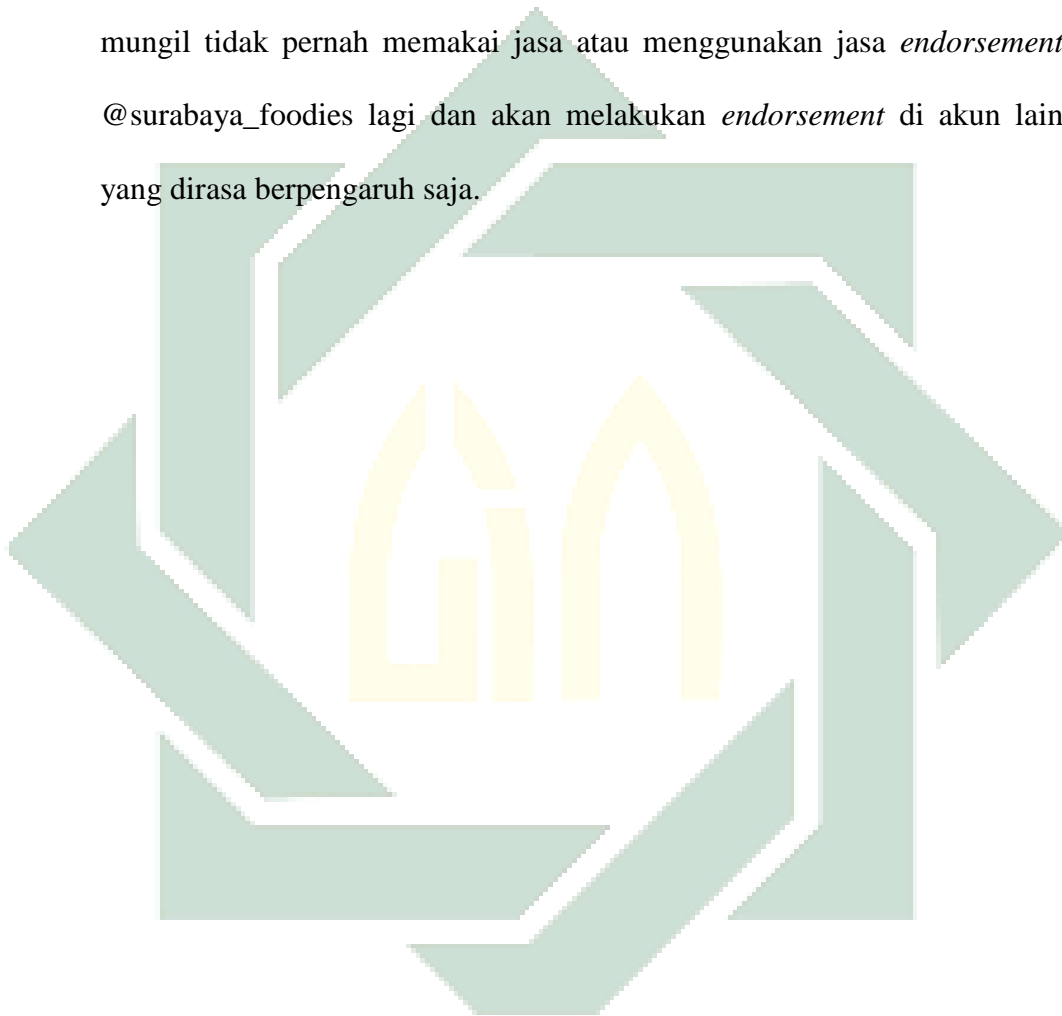 mungil tidak pernah memakai jasa atau menggunakan jasa endorsement
@surabaya_foodies lagi dan akan melakukan endorsement di akun lain
yang dirasa berpengaruh saja.